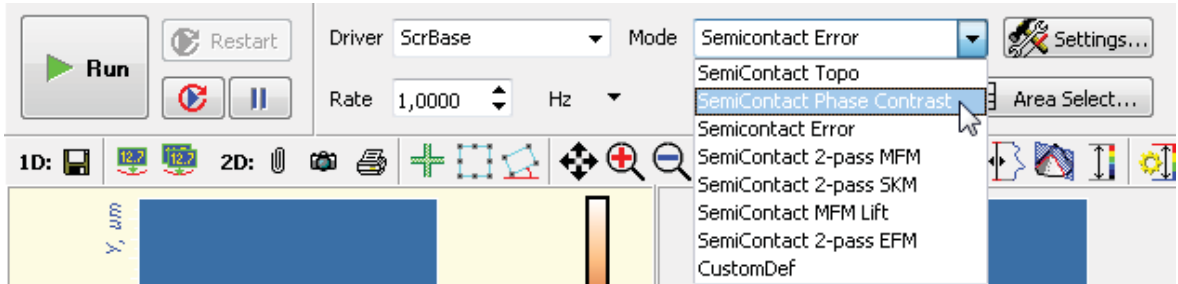 Run
Restart
Driver ScrBase Mode Semicontact Error Settings...
Rate 1,0000 Hz Area Select...
SemiContact Topo
SemiContact Phase Contrast
Semicontact Error
SemiContact 2-pass MFM
SemiContact 2-pass SKM
SemiContact MFM Lift
SemiContact 2-pass EFM
CustomDef
1D: 12.7 12.7 2D:
y, um